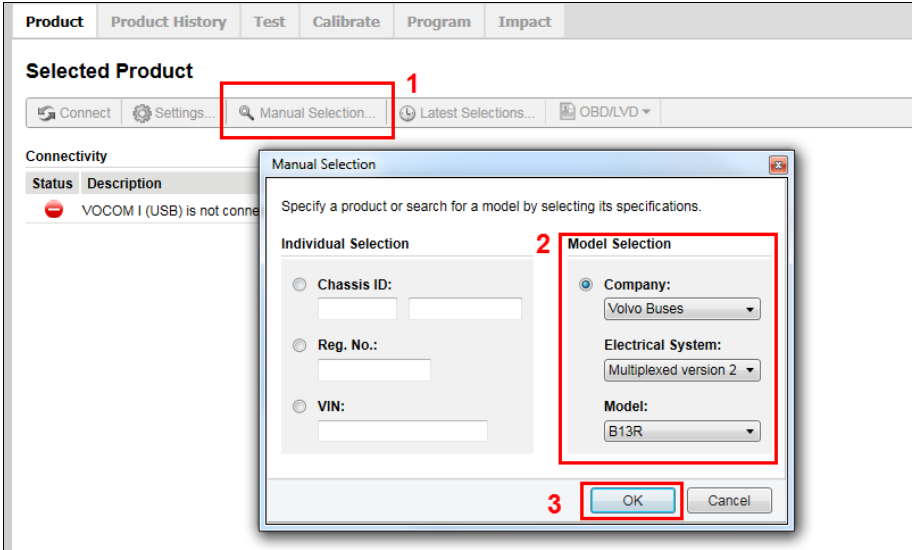 Product Product History Test Calibrate Program Impact
Selected Product
1
Connect Settings... Manual Selection... Latest Selections... OBD/LVD
Connectivity
Status Description
VOCOM I (USB) is not conne
Manual Selection
Specify a product or search for a model by selecting its specifications.
Individual Selection
Chassis ID:
Reg. No.:
VIN:
2
Model Selection
Company:
Volvo Buses
Electrical System:
Multiplexed version 2
Model:
B13R
3
OK Cancel